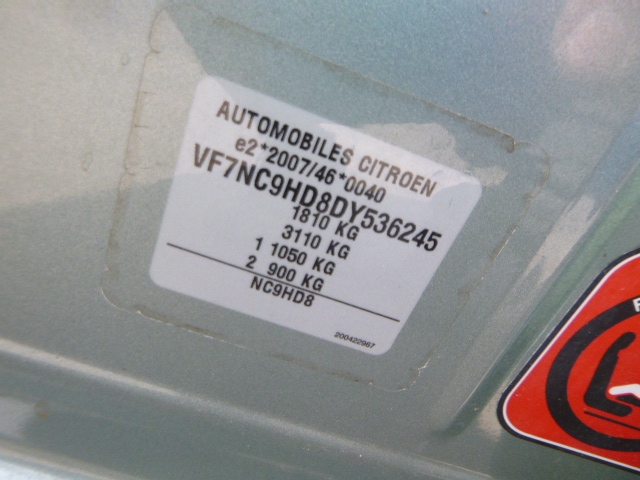 AUTOMOBILES CITROEN
e2*2007/46*0040
VF7NC9HD8DY536245
1810 KG
3110 KG
1 1050 KG
2 900 KG
NC9HD8
200422967